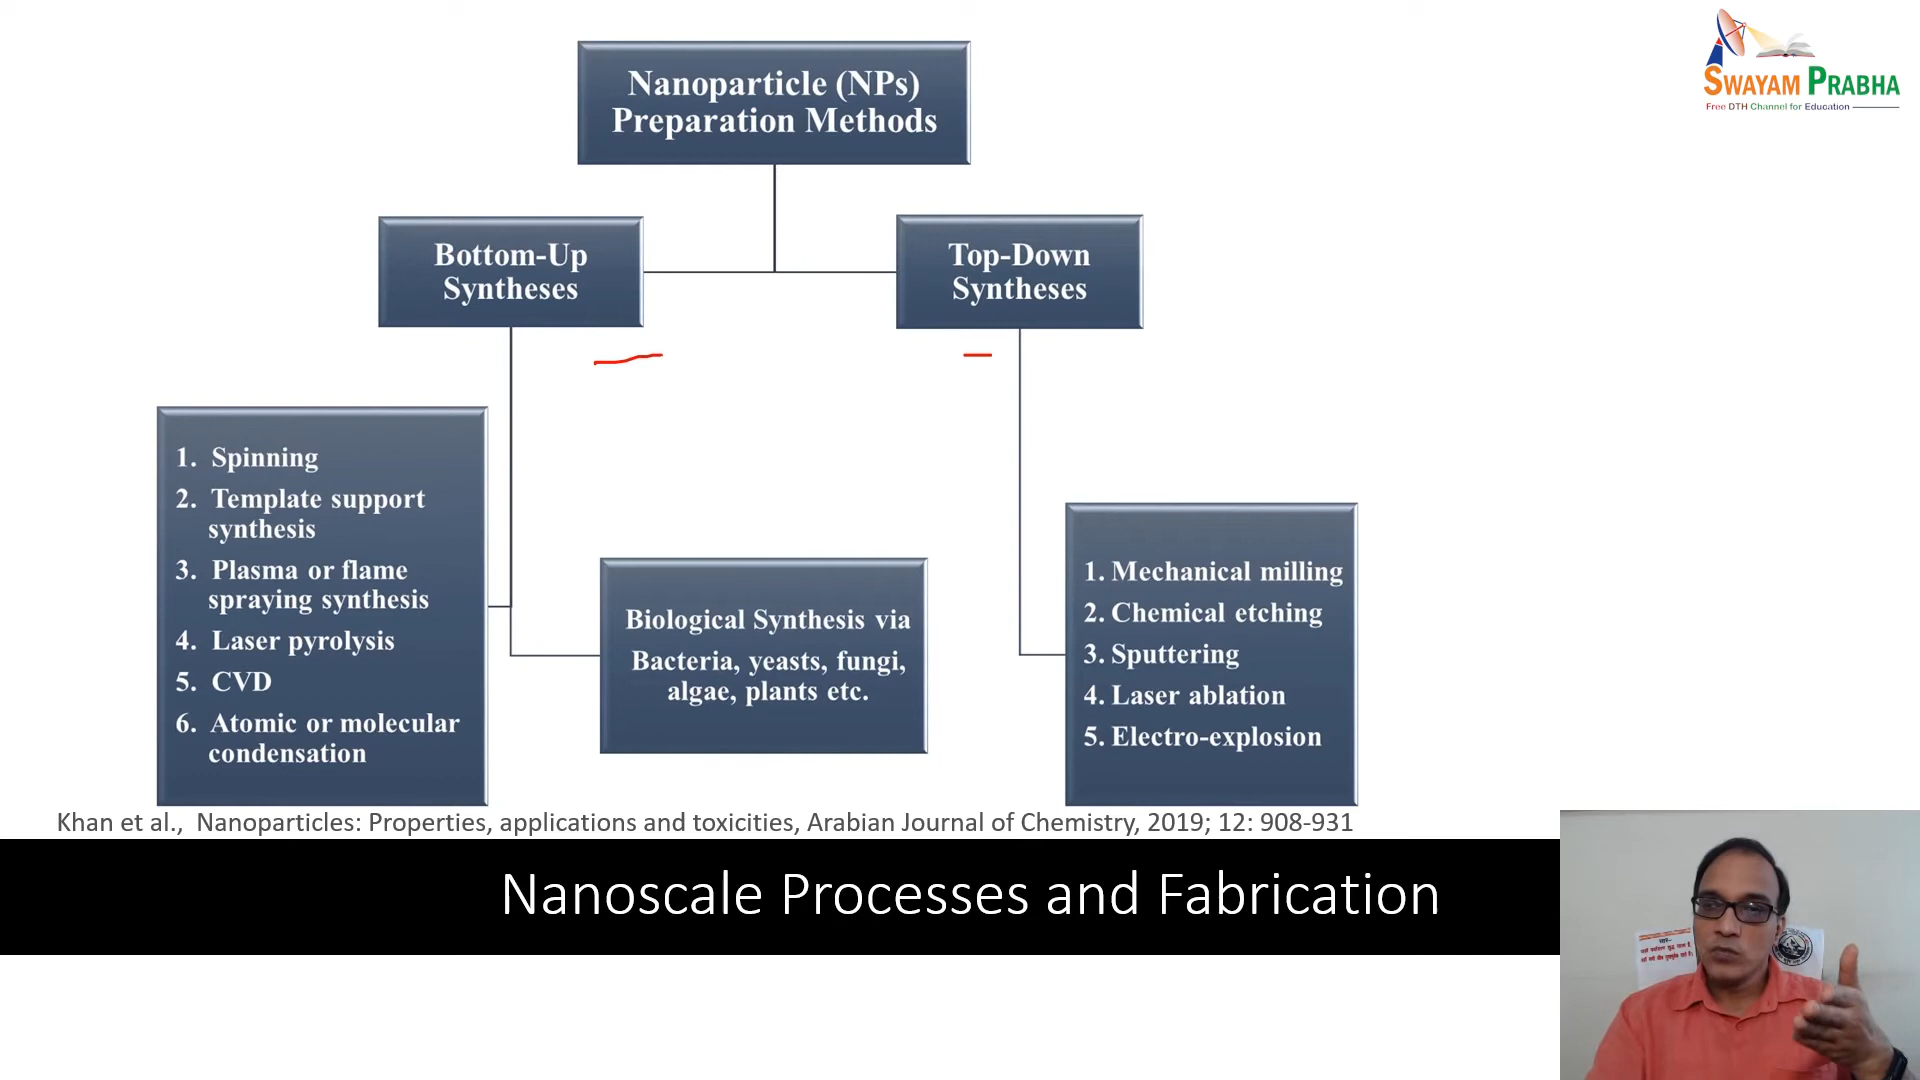 SWAYAM PRABHA
Free DTH Channel for Education
Nanoparticle (NPs)
Preparation Methods
Bottom-Up
Syntheses
Top-Down
Syntheses
1. Spinning
2. Template support
synthesis
3. Plasma or flame
spraying synthesis
4. Laser pyrolysis
5. CVD
6. Atomic or molecular
condensation
Biological Synthesis via
Bacteria, yeasts, fungi,
algae, plants etc.
1. Mechanical milling
2. Chemical etching
3. Sputtering
4. Laser ablation
5. Electro-explosion
Khan et al., Nanoparticles: Properties, applications and toxicities, Arabian Journal of Chemistry, 2019; 12: 908-931
Nanoscale Processes and Fabrication